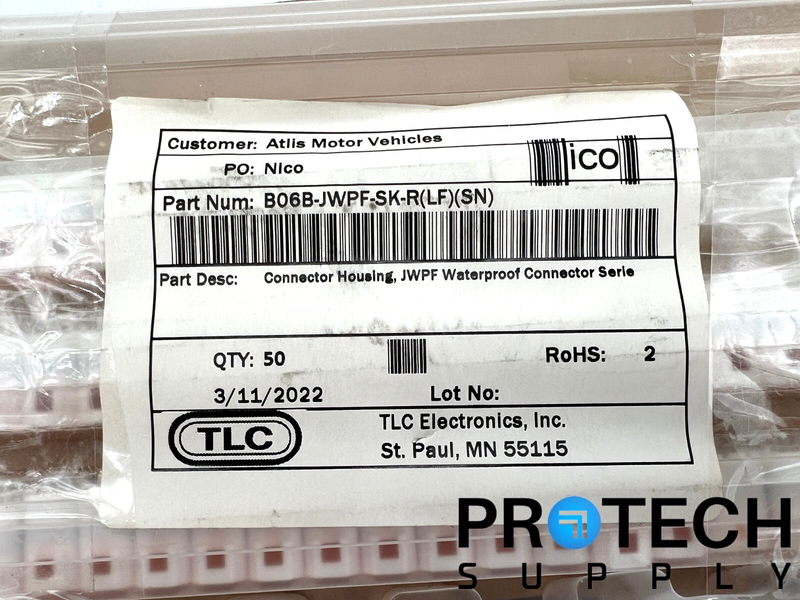 Customer: Atlis Motor Vehicles
PO: Nico
ico
Part Num: B06B-JWPF-SK-R(LF)(SN)
Part Desc: Connector Housing, JWPF Waterproof Connector Serie
QTY: 50
RoHS: 2
3/11/2022
Lot No:
TLC
TLC Electronics, Inc.
St. Paul, MN 55115
PROTECH
SUPPLY